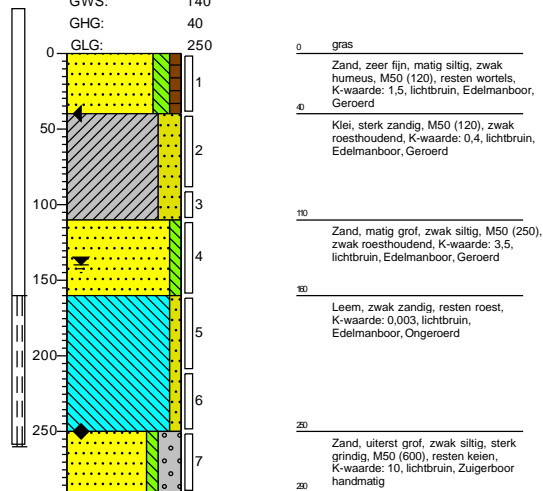 GWS: 140
GHG: 40
GLG: 250
0
50
100
150
200
250
1
2
3
4
5
6
7
0 gras
Zand, zeer fijn, matig siltig, zwak
humeus, M50 (120), resten wortels,
K-waarde: 1,5, lichtbruin, Edelmanboor,
Geroerd
40
Klei, sterk zandig, M50 (120), zwak
roesthoudend, K-waarde: 0,4, lichtbruin,
Edelmanboor, Geroerd
110
Zand, matig grof, zwak siltig, M50 (250),
zwak roesthoudend, K-waarde: 3,5,
lichtbruin, Edelmanboor, Geroerd
160
Leem, zwak zandig, resten roest,
K-waarde: 0,003, lichtbruin,
Edelmanboor, Ongeroerd
250
Zand, uiterst grof, zwak siltig, sterk
grindig, M50 (600), resten keien,
K-waarde: 10, lichtbruin, Zuigerboor
handmatig
290